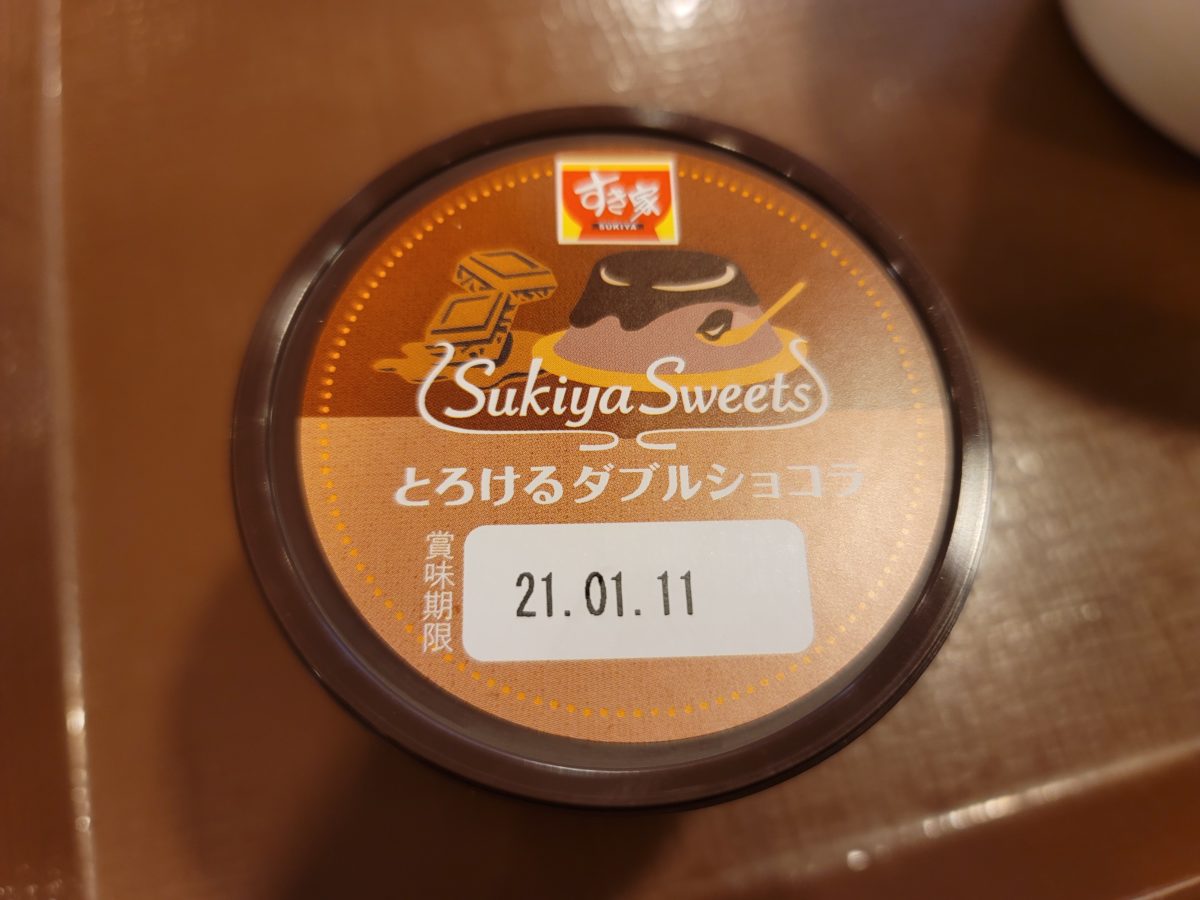 すき家
SUKIYA
Sukiya Sweets
とろけるダブルショコラ
賞味期限
21.01.11